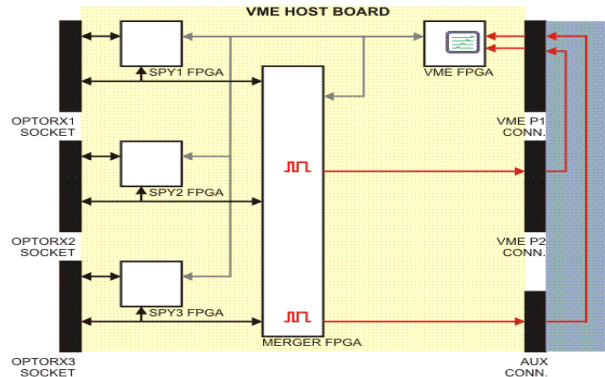 VME HOST BOARD
SPY1 FPGA
VME FPGA
OPTORX1
SOCKET
VME P1
CONN.
SPY2 FPGA
OPTORX2
SOCKET
VME P2
CONN.
SPY3 FPGA
MERGER FPGA
OPTORX3
SOCKET
AUX
CONN.